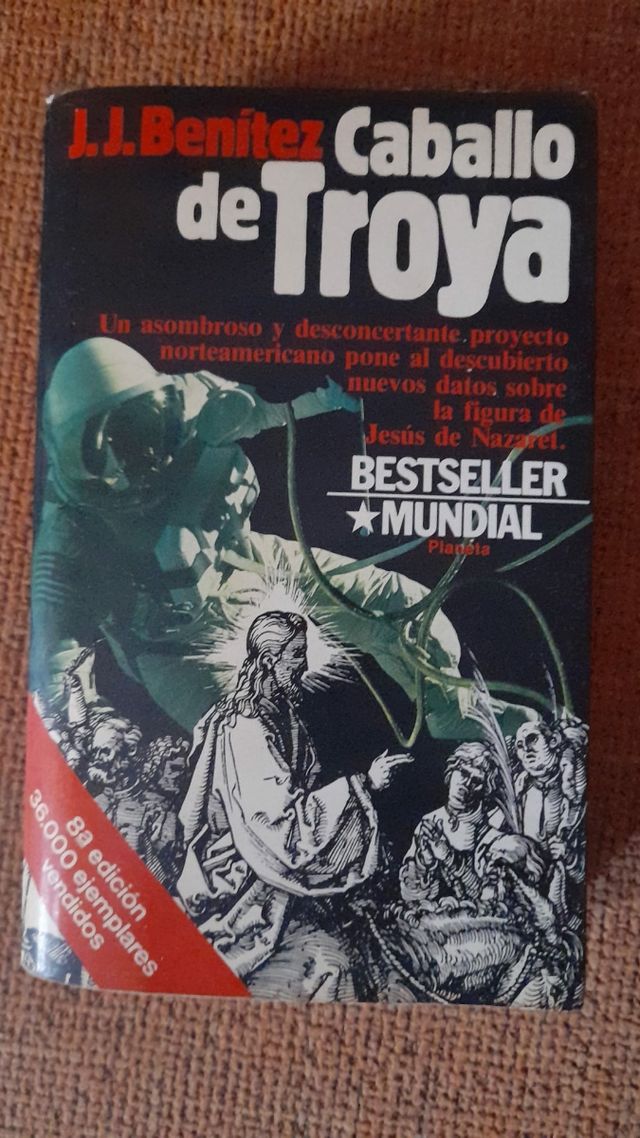 J.J. Benítez Caballo
de Troya
Un asombroso y desconcertante proyecto
norteamericano pone al descubierto
nuevos datos sobre
la figura de
Jesús de Nazaret.
BESTSELLER
★ MUNDIAL
Planeta
8ª edición
36.000 ejemplares
vendidos